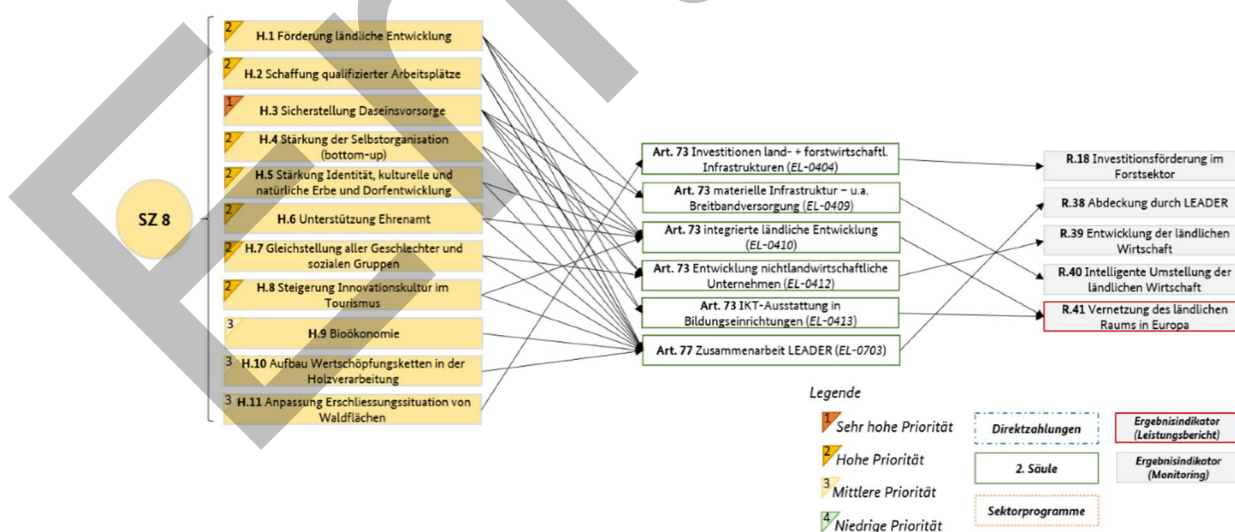 SZ 8
2
H.1 Förderung ländliche Entwicklung
2
H.2 Schaffung qualifizierter Arbeitsplätze
1
H.3 Sicherstellung Daseinsvorsorge
2
H.4 Stärkung der Selbstorganisation
(bottom-up)
2
H.5 Stärkung Identität, kulturelle und
natürliche Erbe und Dorfentwicklung
2
H.6 Unterstützung Ehrenamt
2
H.7 Gleichstellung aller Geschlechter und
sozialen Gruppen
2
H.8 Steigerung Innovationskultur im
Tourismus
3
H.9 Bioökonomie
3
H.10 Aufbau Wertschöpfungsketten in der
Holzverarbeitung
3
H.11 Anpassung Erschliessungssituation von
Waldflächen
Art. 73 Investitionen land- + forstwirtschaftl.
Infrastrukturen (EL-0404)
Art. 73 materielle Infrastruktur – u.a.
Breitbandversorgung (EL-0409)
Art. 73 integrierte ländliche Entwicklung
(EL-0410)
Art. 73 Entwicklung nichtlandwirtschaftliche
Unternehmen (EL-0412)
Art. 73 IKT-Ausstattung in
Bildungseinrichtungen (EL-0413)
Art. 77 Zusammenarbeit LEADER (EL-0703)
R.18 Investitionsförderung im
Forstsektor
R.38 Abdeckung durch LEADER
R.39 Entwicklung der ländlichen
Wirtschaft
R.40 Intelligente Umstellung der
ländlichen Wirtschaft
R.41 Vernetzung des ländlichen
Raums in Europa
Legende
1 Sehr hohe Priorität
2 Hohe Priorität
3 Mittlere Priorität
4 Niedrige Priorität
Direktzahlungen
2. Säule
Sektorprogramme
Ergebnisindikator
(Leistungsbericht)
Ergebnisindikator
(Monitoring)